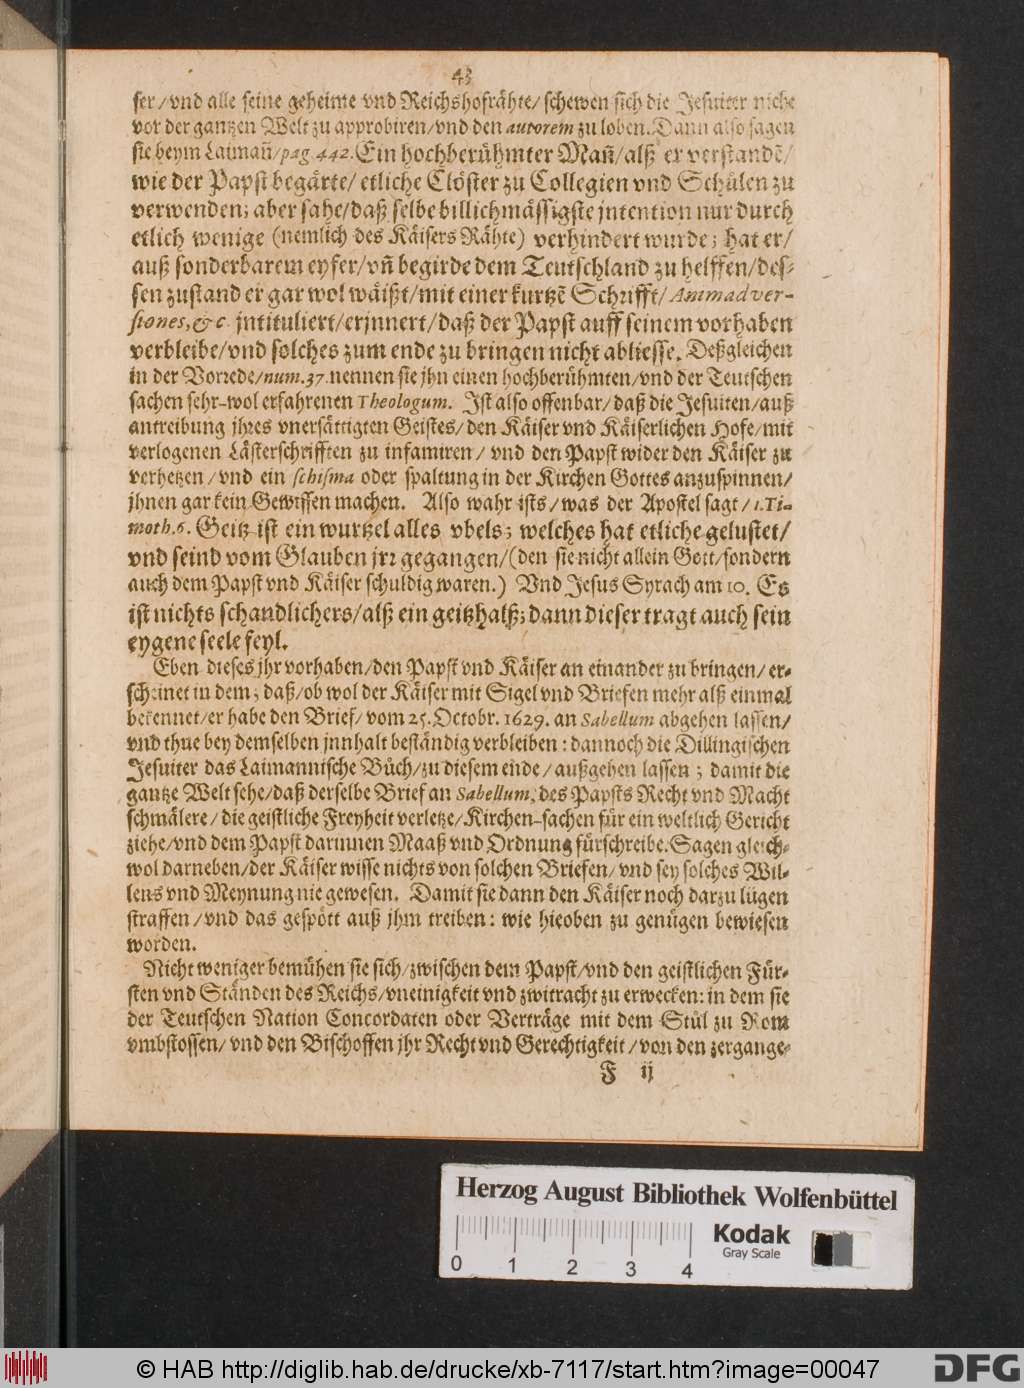 43
ser/vnd alle seine geheime vnd Reichshofrähte/schewen sich die Jesuiter nicht
vor der gantzen Welt zu approbiren/vnd den autorem zu loben. Dann also sagen
sie beym Laimañ/pag. 442. Ein hochberühmter Mañ/alß er verstandẽ/
wie der Papst begärte/etliche Clöster zu Collegien vnd Schůlen zu
verwenden; aber sahe/daß selbe billichmässigste jntention nur durch
etlich wenige (nemlich des Käisers Rähte) verhindert wurde; hat er/
auß sonderbarem eyfer/vñ begirde dem Teutschland zu helffen/des-
sen zustand er gar wol wäißt/mit einer kurtzẽ Schrifft/Animadver-
siones, &c. jntituliert/erjnnert/daß der Papst auff seinem vorhaben
verbleibe/vnd solches zum ende zu bringen nicht abliesse. Deßgleichen
in der Vorrede/num. 37. nennen sie jhn einen hochberühmten/vnd der Teutschen
sachen sehr-wol erfahrenen Theologum. Ist also offenbar/daß die Jesuiten/auß
antreibung jhres vnersättigten Geistes/den Käiser vnd Käiserlichen Hofe/mit
verlogenen Lästerschrifften zu infamiren/vnd den Papst wider den Käiser zu
verhetzen/vnd ein schisma oder spaltung in der Kirchen Gottes anzuspinnen/
jhnen gar kein Gewissen machen. Also wahr ists/was der Apostel sagt/1. Ti-
moth. 6. Geitz ist ein wurtzel alles vbels; welches hat etliche gelustet/
vnd seind vom Glauben jrꝛ gegangen/(den sie nicht allein Gott/sondern
auch dem Papst vnd Käiser schuldig waren.) Vnd Jesus Syrach am 10. Es
ist nichts schandlichers/alß ein geitzhalß; dann dieser tragt auch sein
eygene seele feyl.
Eben dieses jhr vorhaben/den Papst vnd Käiser an einander zu bringen/er-
scheinet in dem; daß/ob wol der Käiser mit Sigel vnd Briefen mehr alß einmal
bekennet/er habe den Brief/vom 25. Octobr. 1629. an Sabellum abgehen lassen/
vnd thue bey demselben jnnhalt beständig verbleiben: dannoch die Dillingischen
Jesuiter das Laimannische Bůch/zu diesem ende/außgehen lassen; damit die
gantze Welt sehe/daß derselbe Brief an Sabellum, des Papsts Recht vnd Macht
schmälere/die geistliche Freyheit verletze/Kirchen-sachen für ein weltlich Gericht
ziehe/vnd dem Papst darinnen Maaß vnd Ordnung fürschreibe. Sagen gleich-
wol darneben/der Käiser wisse nichts von solchen Briefen/vnd sey solches Wil-
lens vnd Meynung nie gewesen. Damit sie dann den Käiser noch darzu lügen
straffen/vnd das gespött auß jhm treiben: wie hieoben zu genügen bewiesen
worden.
Nicht weniger bemühen sie sich/zwischen dem Papst/vnd den geistlichen Für-
sten vnd Ständen des Reichs/vneinigkeit vnd zwitracht zu erwecken: in dem sie
der Teutschen Nation Concordaten oder Verträge mit dem Stůl zu Rom
vmbstossen/vnd den Bischoffen jhr Recht vnd Gerechtigkeit/von den zergange-
F ij
Herzog August Bibliothek Wolfenbüttel
Kodak
Gray Scale
0 1 2 3 4
© HAB http://diglib.hab.de/drucke/xb-7117/start.htm?image=00047
DFG